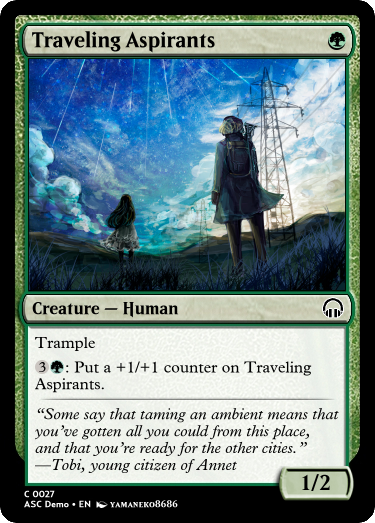 Traveling Aspirants
Creature — Human
Trample
3: Put a +1/+1 counter on Traveling
Aspirants.
“Some say that taming an ambient means that
you’ve gotten all you could from this place,
and that you’re ready for the other cities.”
—Tobi, young citizen of Annet
1/2
C 0027
ASC Demo • EN YAMANEKO8686